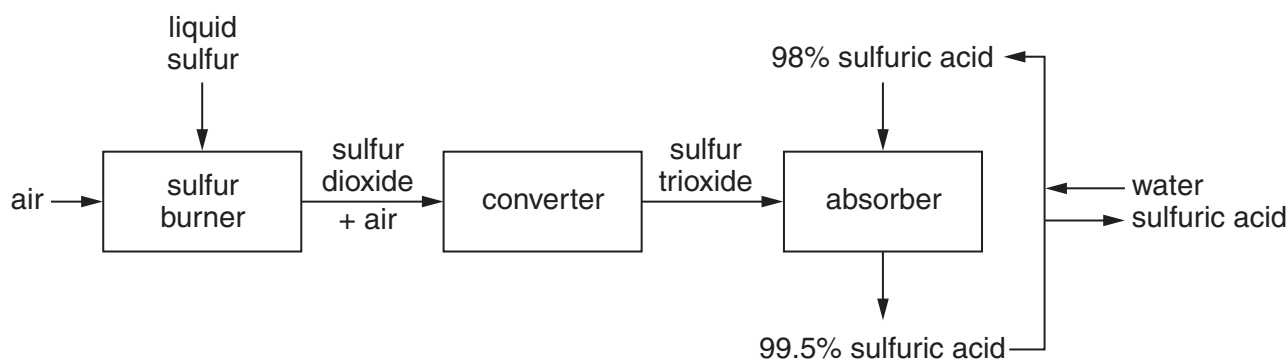 liquid
sulfur
98% sulfuric acid
air
sulfur
burner
sulfur
dioxide
+ air
converter
sulfur
trioxide
absorber
water
sulfuric acid
99.5% sulfuric acid